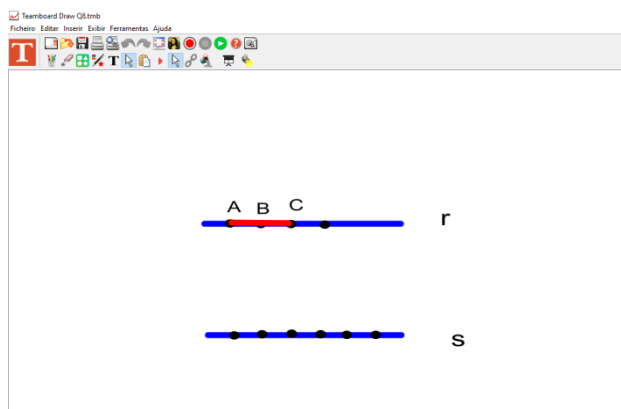 Teamboard Draw Q8.tmb
Ficheiro Editar Inserir Exibir Ferramentas Ajuda
T
T
A B C
r
s